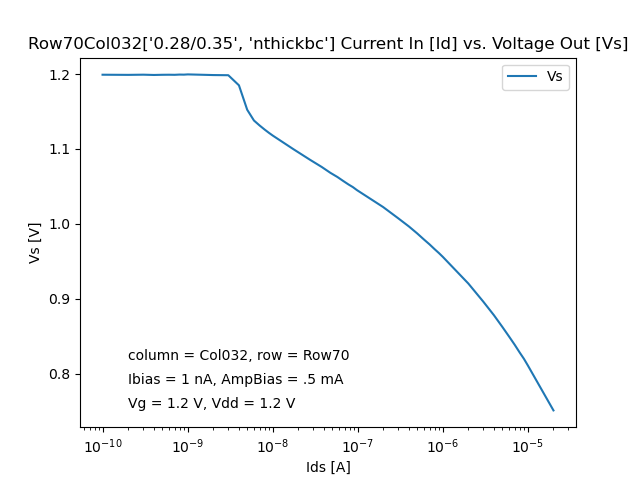 Row70Col032['0.28/0.35', 'nthickbc'] Current In [Id] vs. Voltage Out [Vs]
Vs
1.2
1.1
1.0
0.9
0.8
Vs [V]
column = Col032, row = Row70
Ibias = 1 nA, AmpBias = .5 mA
Vg = 1.2 V, Vdd = 1.2 V
10⁻¹⁰ 10⁻⁹ 10⁻⁸ 10⁻⁷ 10⁻⁶ 10⁻⁵
Ids [A]